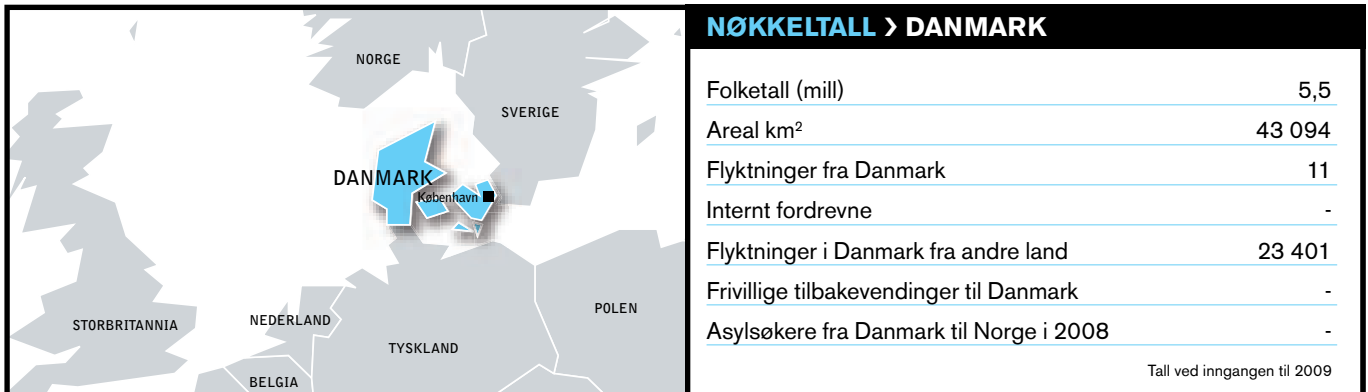 NORGE
SVERIGE
DANMARK
København
STORBRITANNIA
NEDERLAND
POLEN
TYSKLAND
BELGIA
NØKKELTALL > DANMARK
Folketall (mill) 5,5
Areal km² 43 094
Flyktninger fra Danmark 11
Internt fordrevne -
Flyktninger i Danmark fra andre land 23 401
Frivillige tilbakevendinger til Danmark -
Asylsøkere fra Danmark til Norge i 2008 -
Tall ved inngangen til 2009